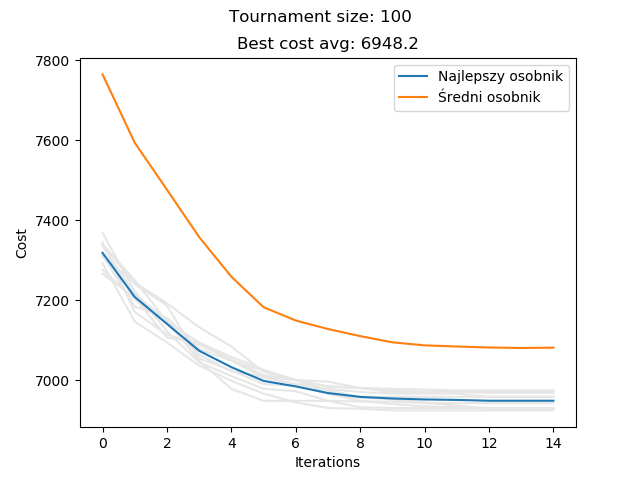 Tournament size: 100
Best cost avg: 6948.2
7800
7600
7400
7200
7000
Cost
Najlepszy osobnik
Średni osobnik
0 2 4 6 8 10 12 14
Iterations